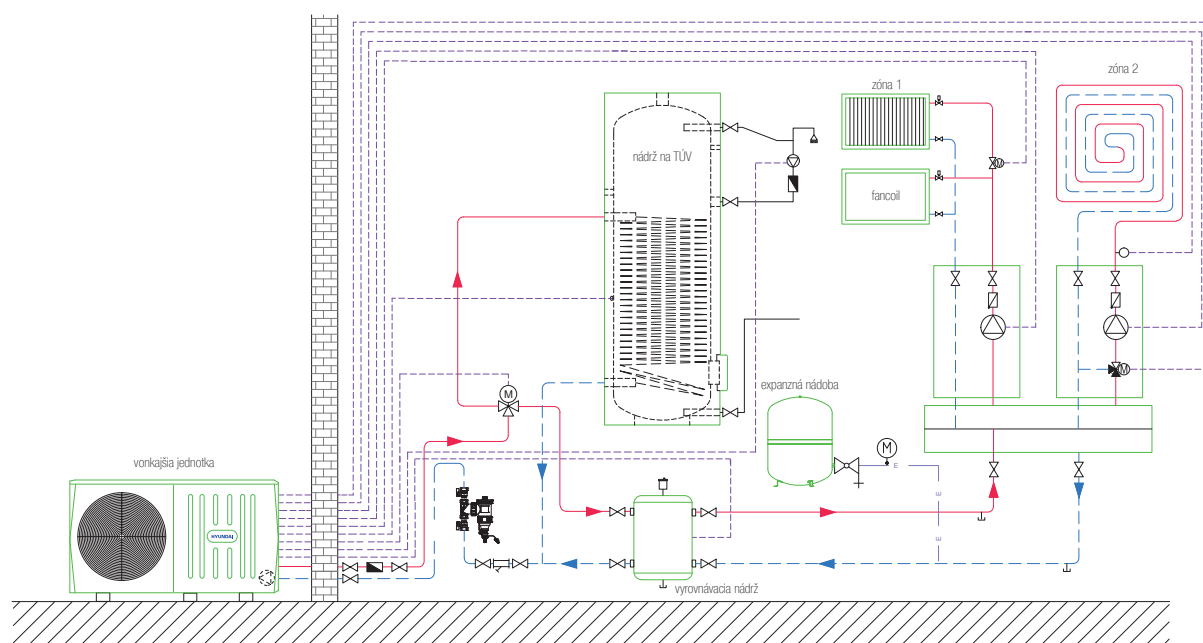 zóna 2
zóna 1
nádrž na TÚV
fancoil
M
M
expanzná nádoba
M
M
vonkajšia jednotka
E
E
E
HYUNDAI
vyrovnávacia nádrž